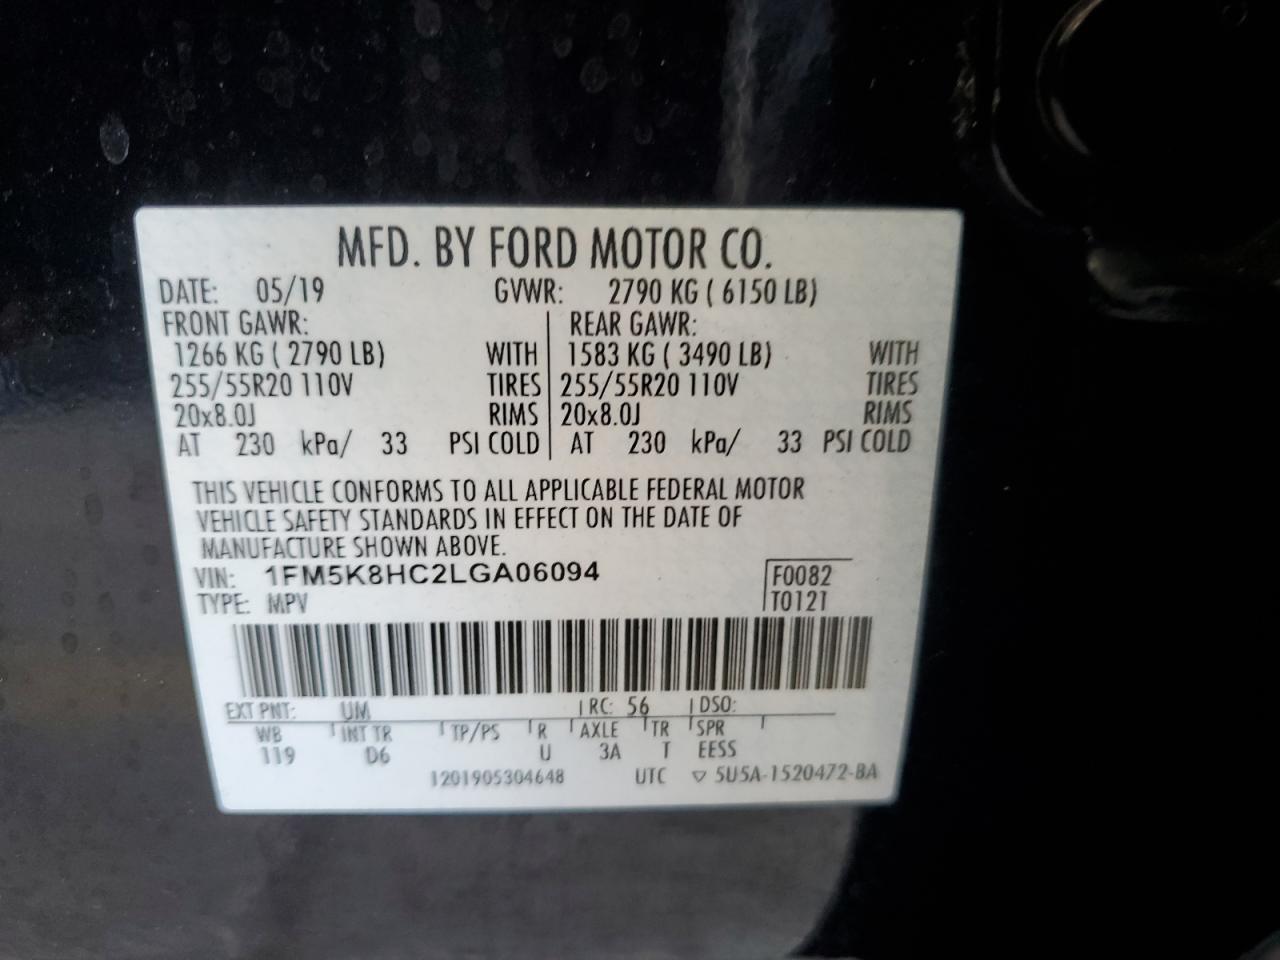 MFD. BY FORD MOTOR CO.
DATE: 05/19 GVWR: 2790 KG ( 6150 LB)
FRONT GAWR: REAR GAWR:
1266 KG ( 2790 LB) WITH 1583 KG ( 3490 LB) WITH
255/55R20 110V TIRES 255/55R20 110V TIRES
20x8.0J RIMS 20x8.0J RIMS
AT 230 kPa/ 33 PSI COLD AT 230 kPa/ 33 PSI COLD
THIS VEHICLE CONFORMS TO ALL APPLICABLE FEDERAL MOTOR
VEHICLE SAFETY STANDARDS IN EFFECT ON THE DATE OF
MANUFACTURE SHOWN ABOVE.
VIN: 1FM5K8HC2LGA06094 F0082
TYPE: MPV T0121
EXT PNT: UM RC: 56 DSO:
WB INT TR TP/PS R AXLE TR SPR
119 D6 U 3A T EESS
1201905304648 UTC ▽ 5U5A-1520472-BA